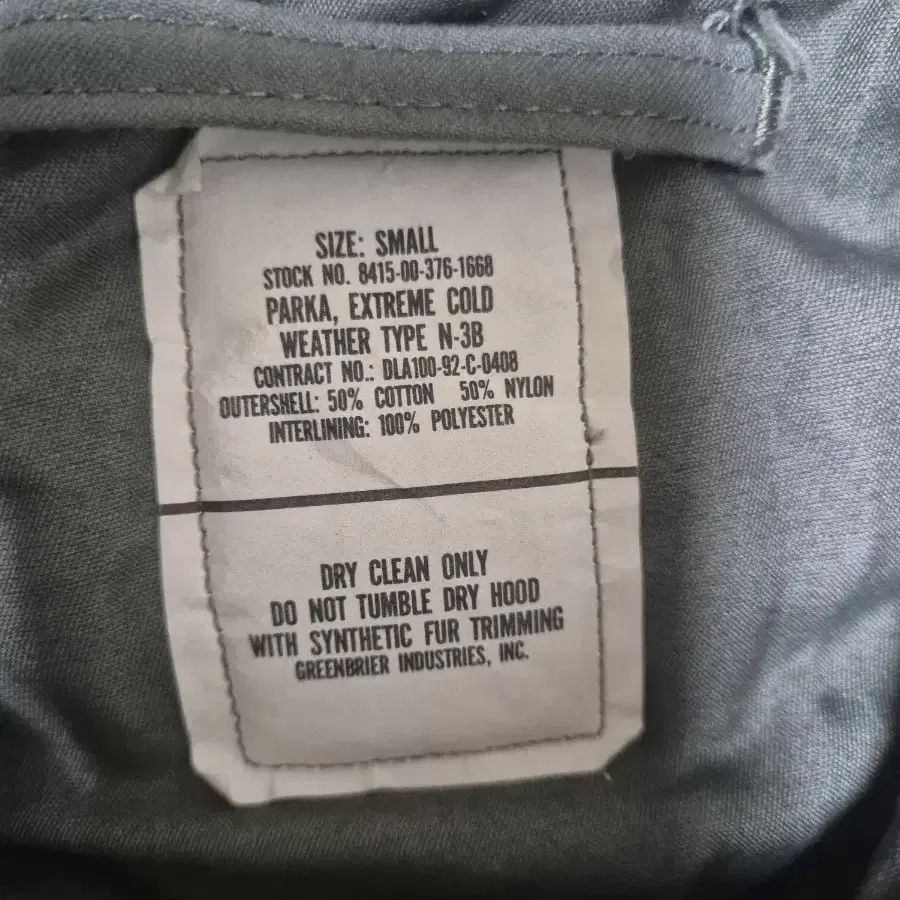 SIZE: SMALL
STOCK NO. 8415-00-376-1668
PARKA, EXTREME COLD
WEATHER TYPE N-3B
CONTRACT NO.: DLA100-92-C-0408
OUTERSHELL: 50% COTTON 50% NYLON
INTERLINING: 100% POLYESTER
DRY CLEAN ONLY
DO NOT TUMBLE DRY HOOD
WITH SYNTHETIC FUR TRIMMING
GREENBRIER INDUSTRIES, INC.